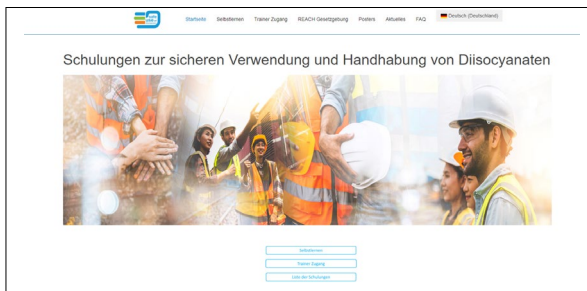 Startseite Selbstlernen Trainer Zugang REACH Gesetzgebung Posters Aktuelles FAQ Deutsch (Deutschland)
Schulungen zur sicheren Verwendung und Handhabung von Diisocyanaten
Selbstlernen
Trainer Zugang
Liste der Schulungen